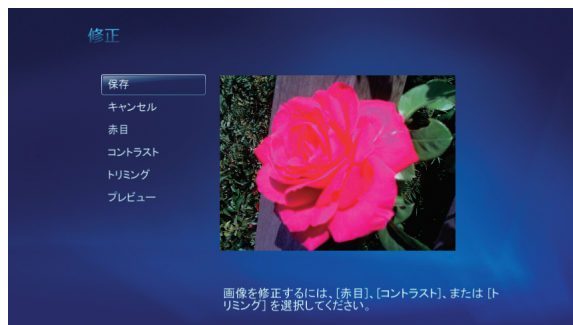 修正
保存
キャンセル
赤目
コントラスト
トリミング
プレビュー
画像を修正するには、[赤目]、[コントラスト]、または [ト
リミング] を選択してください。